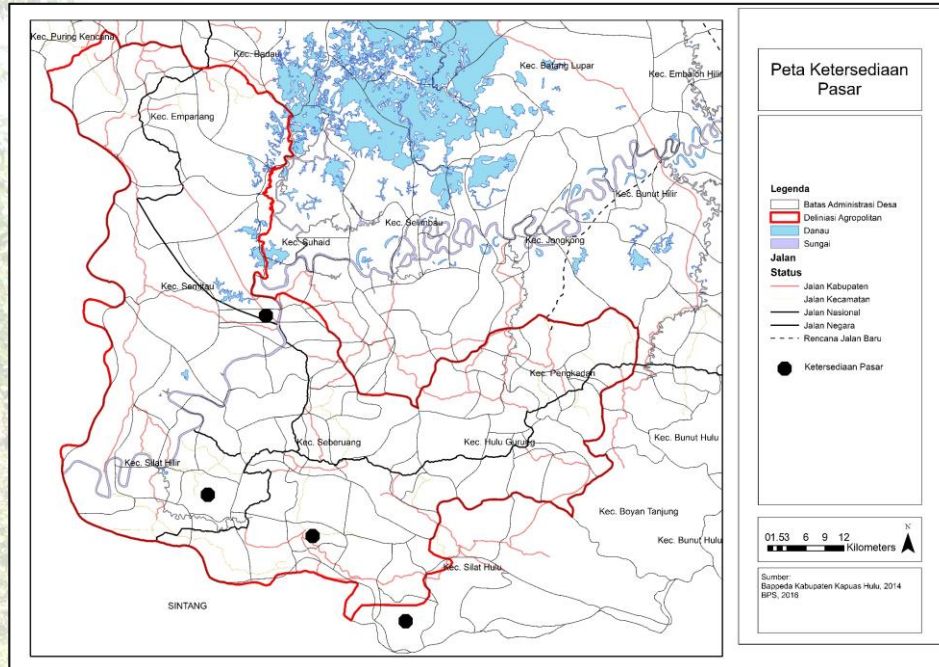 Kec. Puring Kencana
Kec. Badau
Kec. Batang Lupar
Kec. Embaloh Hilir
Kec. Empanang
Kec. Bunut Hilir
Kec. Selimbau
Kec. Suhaid
Kec. Jongkong
Kec. Semitau
Kec. Pengkadan
Kec. Seberuang
Kec. Hulu Gurung
Kec. Bunut Hulu
Kec. Silat Hilir
Kec. Boyan Tanjung
Kec. Bunut Hulu
Kec. Silat Hulu
SINTANG
Peta Ketersediaan
Pasar
Legenda
Batas Administrasi Desa
Deliniasi Agropolitan
Danau
Sungai
Jalan
Status
Jalan Kabupaten
Jalan Kecamatan
Jalan Nasional
Jalan Negara
Rencana Jalan Baru
Ketersediaan Pasar
01.53 6 9 12
Kilometers
N
Sumber:
Bappeda Kabupaten Kapuas Hulu, 2014
BPS, 2016